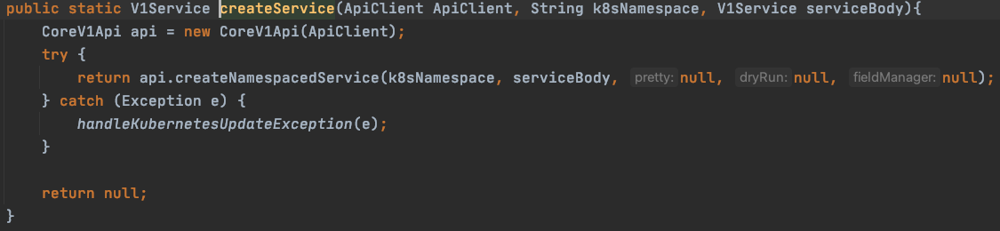 public static V1Service createService(ApiClient ApiClient, String k8sNamespace, V1Service serviceBody){
CoreV1Api api = new CoreV1Api(ApiClient);
try {
return api.createNamespacedService(k8sNamespace, serviceBody, pretty: null, dryRun: null, fieldManager: null);
} catch (Exception e) {
handleKubernetesUpdateException(e);
}
return null;
}